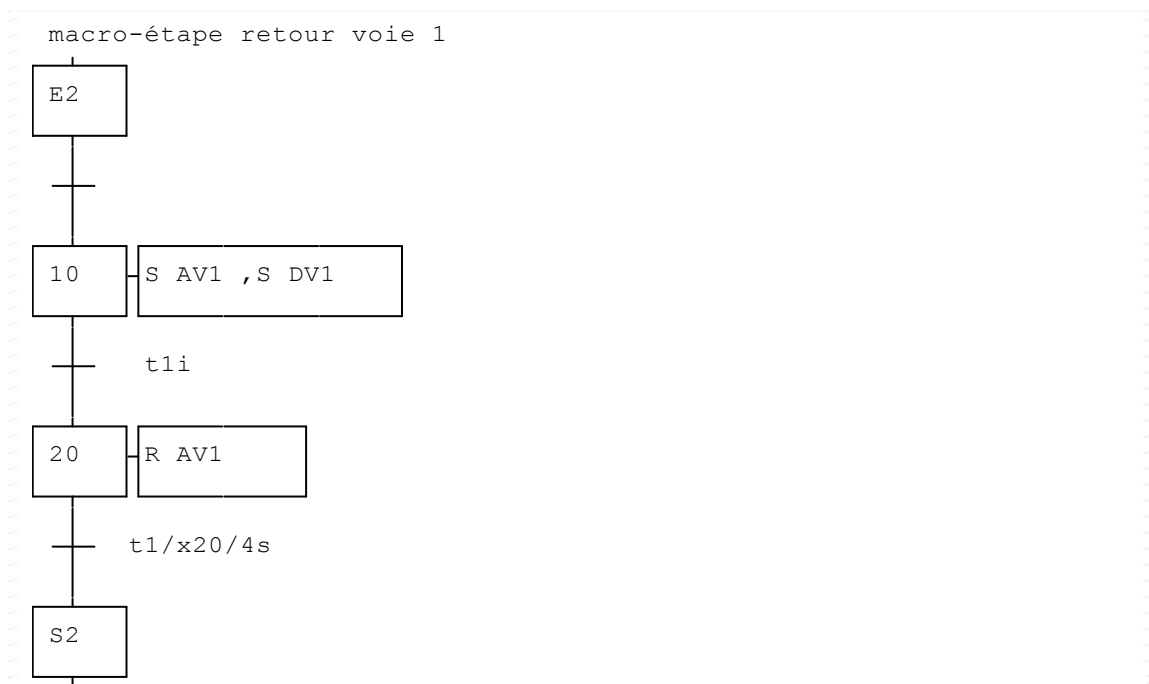 macro-étape retour voie 1
E2
10
S AV1 ,S DV1
t1i
20
R AV1
t1/x20/4s
S2